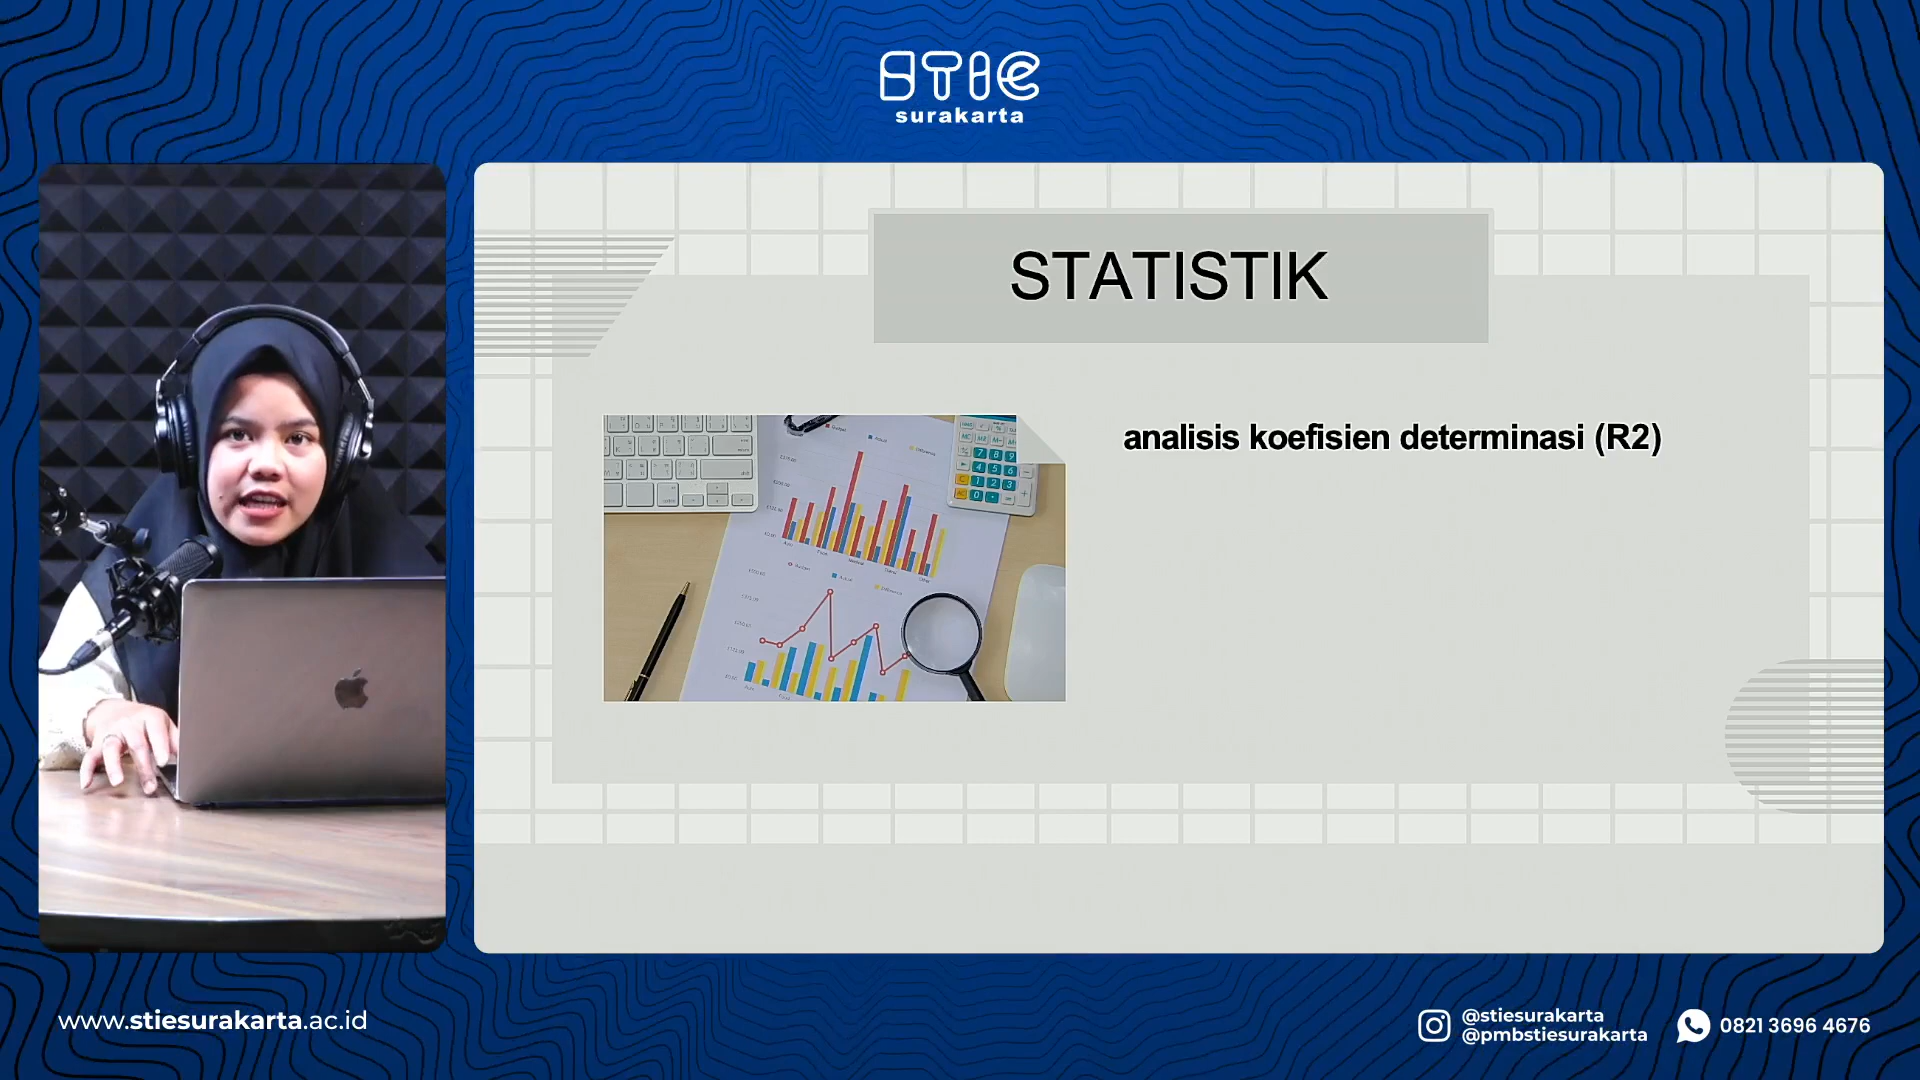 STIE
surakarta
STATISTIK
analisis koefisien determinasi (R2)
www.stiesurakarta.ac.id
@stiesurakarta
@pmbstiesurakarta
0821 3696 4676